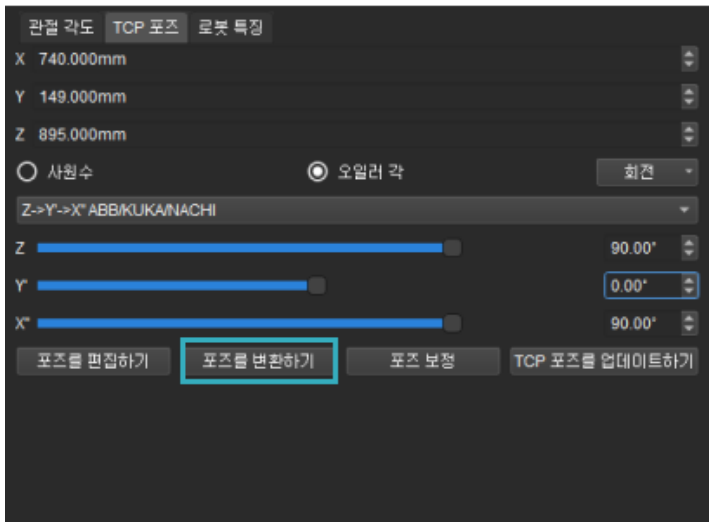 관절 각도 TCP 포즈 로봇 특징
X 740.000mm
Y 149.000mm
Z 895.000mm
사원수 오일러 각 회전
Z->Y'->X'' ABB/KUKA/NACHI
Z 90.00°
Y' 0.00°
X'' 90.00°
포즈를 편집하기 포즈를 변환하기 포즈 보정 TCP 포즈를 업데이트하기